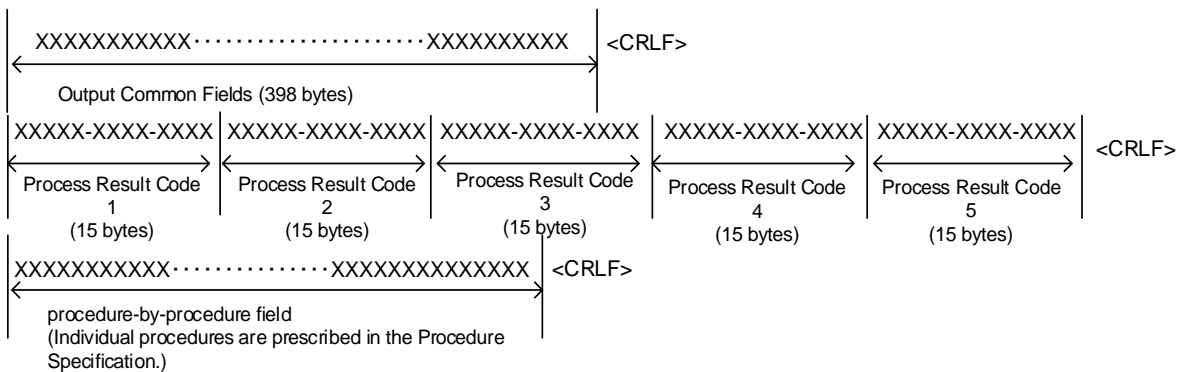 XXXXXXXXXXX······················XXXXXXXXXX <CRLF>
Output Common Fields (398 bytes)
XXXXX-XXXX-XXXX XXXXX-XXXX-XXXX XXXXX-XXXX-XXXX XXXXX-XXXX-XXXX XXXXX-XXXX-XXXX <CRLF>
Process Result Code
1
(15 bytes)
Process Result Code
2
(15 bytes)
Process Result Code
3
(15 bytes)
Process Result Code
4
(15 bytes)
Process Result Code
5
(15 bytes)
XXXXXXXXXXX···············XXXXXXXXXXXXXX <CRLF>
procedure-by-procedure field
(Individual procedures are prescribed in the Procedure
Specification.)